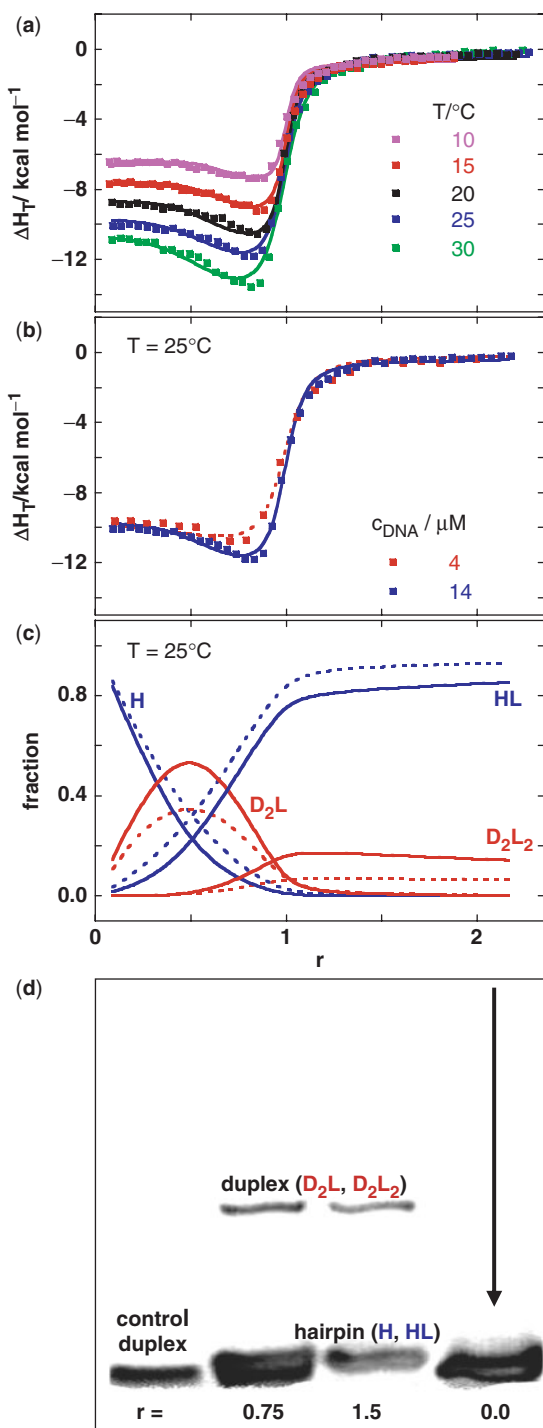 (a)
0
−4
−8
−12
ΔH_T/ kcal mol⁻¹
T/°C
10
15
20
25
30
(b)
T = 25°C
0
−4
−8
−12
ΔH_T/kcal mol⁻¹
c_DNA / μM
4
14
(c)
T = 25°C
0.8
0.4
0.0
fraction
H
HL
D₂L
D₂L₂
0 1 2
r
(d)
duplex (D₂L, D₂L₂)
control
duplex
hairpin (H, HL)
r = 0.75 1.5 0.0